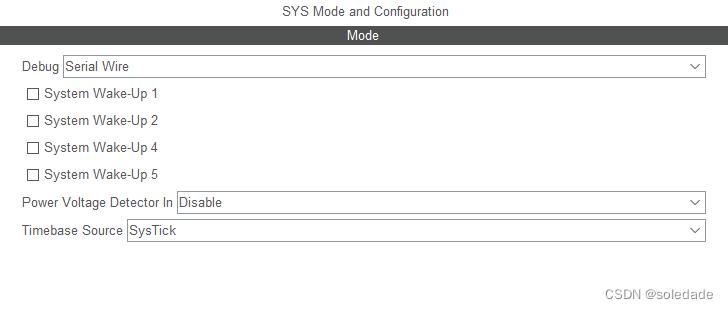 SYS Mode and Configuration
Mode
Debug Serial Wire
System Wake-Up 1
System Wake-Up 2
System Wake-Up 4
System Wake-Up 5
Power Voltage Detector In Disable
Timebase Source SysTick
CSDN @soledade